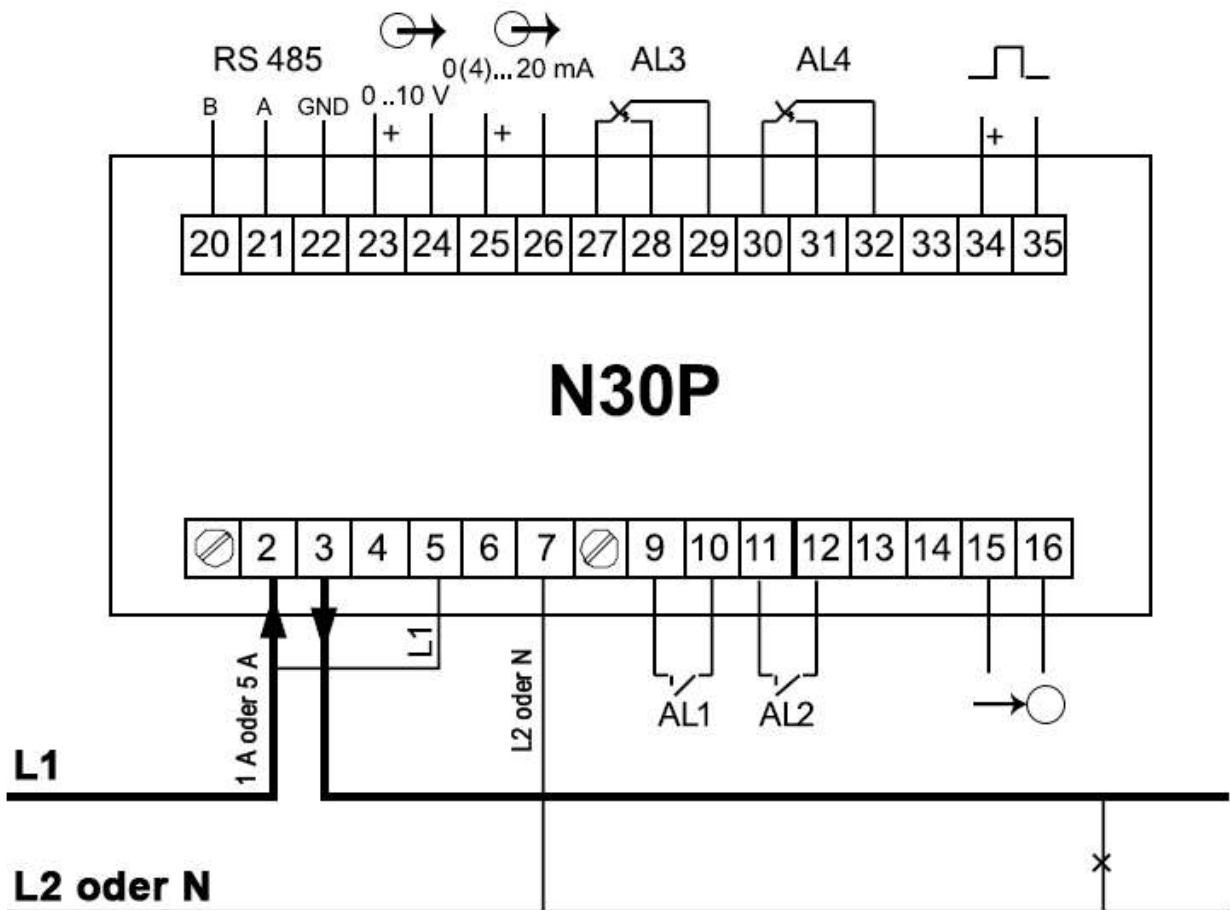 RS 485
0(4)... 20 mA
AL3
AL4
B
A
GND
0 ..10 V
+
+
+
20 21 22 23 24 25 26 27 28 29 30 31 32 33 34 35
N30P
2 3 4 5 6 7 9 10 11 12 13 14 15 16
1 A oder 5 A
L1
L2 oder N
AL1
AL2
L1
L2 oder N